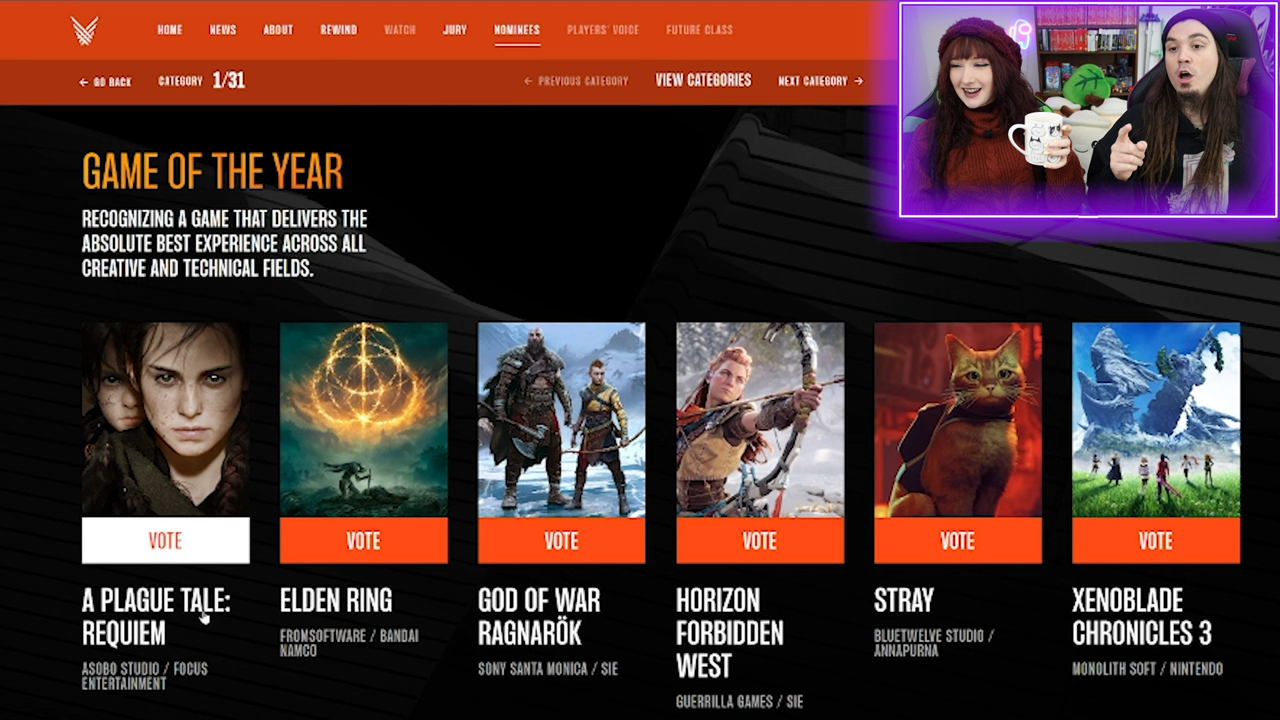 HOME NEWS ABOUT REWIND WATCH JURY NOMINEES PLAYERS' VOICE FUTURE CLASS
← GO BACK CATEGORY 1/31 ← PREVIOUS CATEGORY VIEW CATEGORIES NEXT CATEGORY →
GAME OF THE YEAR
RECOGNIZING A GAME THAT DELIVERS THE
ABSOLUTE BEST EXPERIENCE ACROSS ALL
CREATIVE AND TECHNICAL FIELDS.
VOTE VOTE VOTE VOTE VOTE VOTE
A PLAGUE TALE:
REQUIEM
ASOBO STUDIO / FOCUS
ENTERTAINMENT
ELDEN RING
FROMSOFTWARE / BANDAI
NAMCO
GOD OF WAR
RAGNARÖK
SONY SANTA MONICA / SIE
HORIZON
FORBIDDEN
WEST
GUERRILLA GAMES / SIE
STRAY
BLUETWELVE STUDIO /
ANNAPURNA
XENOBLADE
CHRONICLES 3
MONOLITH SOFT / NINTENDO